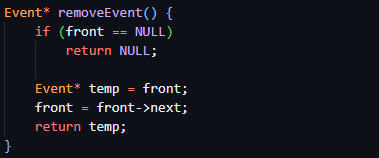 Event* removeEvent() {
    if (front == NULL)
        return NULL;

    Event* temp = front;
    front = front->next;
    return temp;
}